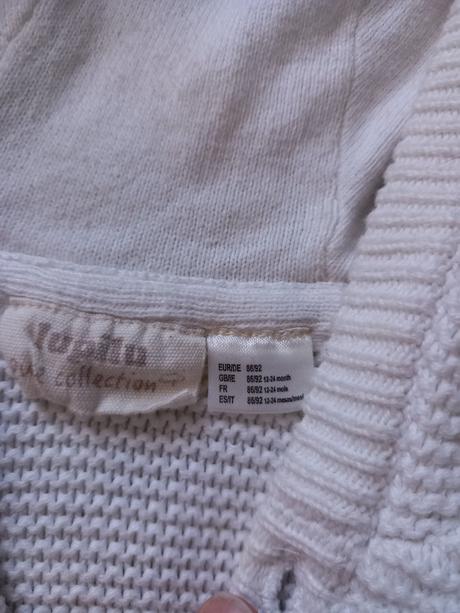 collection
EUR/DE 86/92
GB/IE 86/92 12-24 month
FR 86/92 12-24 mois
ES/IT 86/92 12-24 meses/mesi